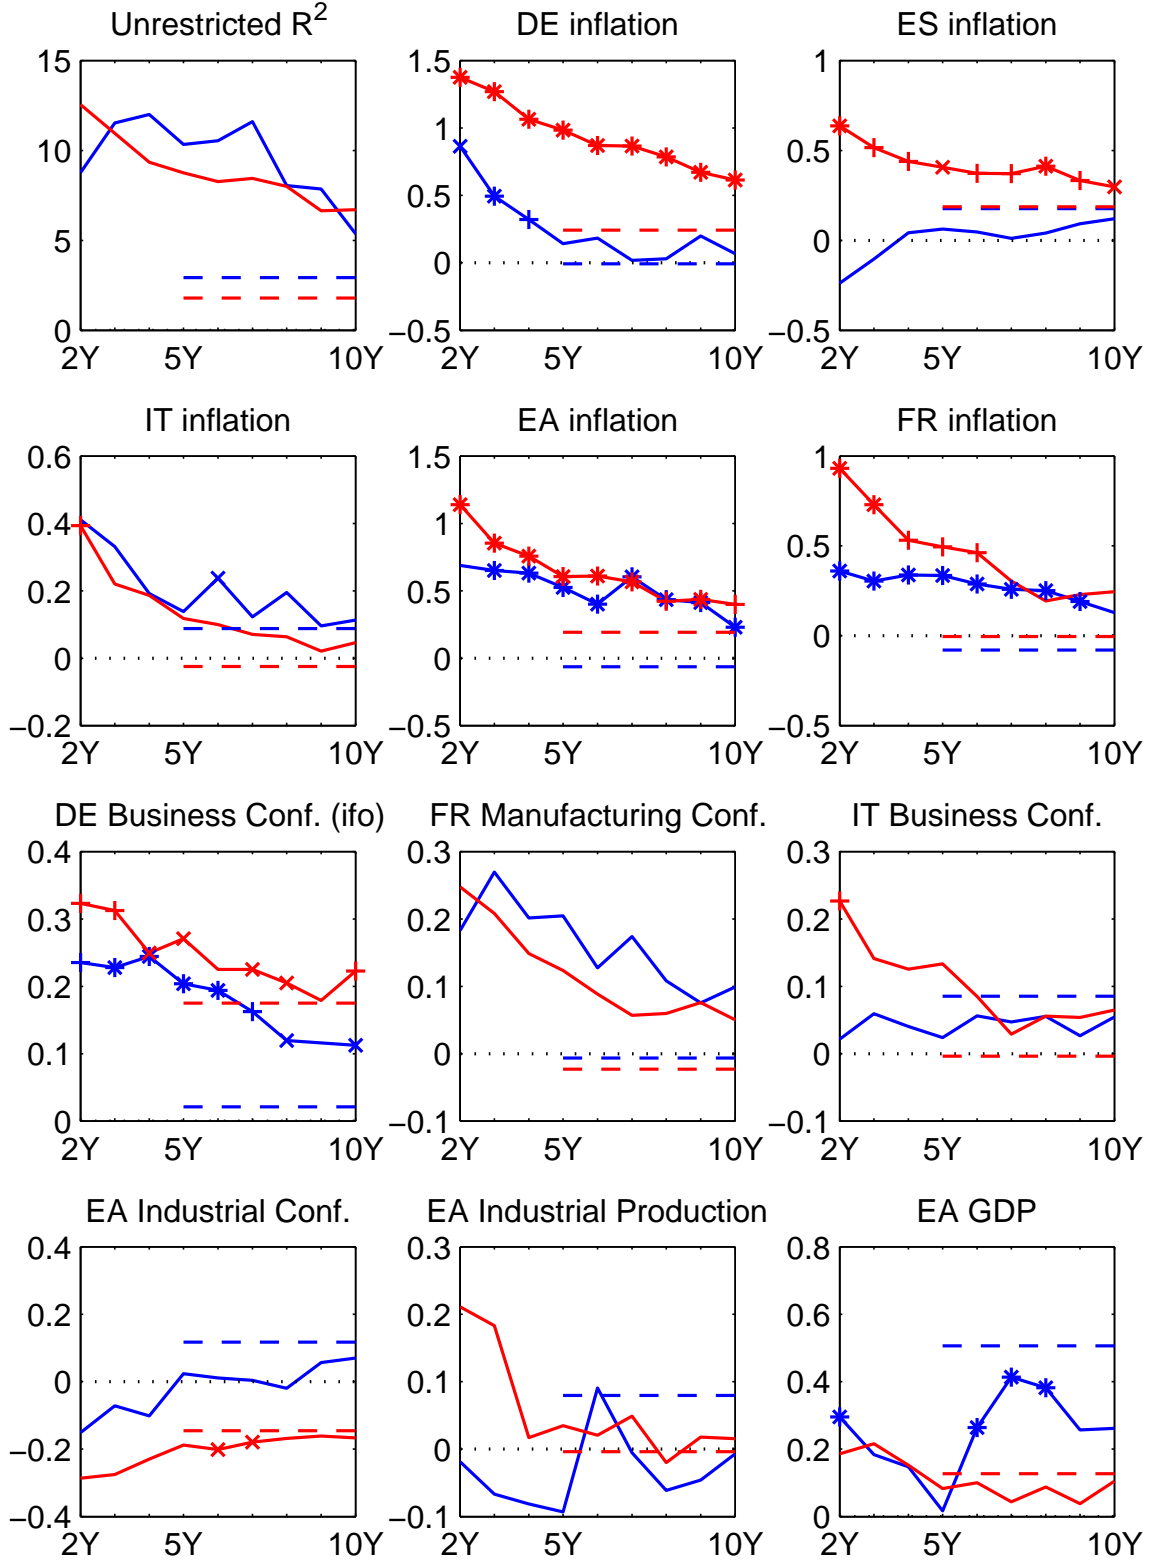 Unrestricted R²
15
10
5
0
2Y 5Y 10Y
DE inflation
1.5
1
0.5
0
−0.5
2Y 5Y 10Y
ES inflation
1
0.5
0
−0.5
2Y 5Y 10Y
IT inflation
0.6
0.4
0.2
0
−0.2
2Y 5Y 10Y
EA inflation
1.5
1
0.5
0
−0.5
2Y 5Y 10Y
FR inflation
1
0.5
0
−0.5
2Y 5Y 10Y
DE Business Conf. (ifo)
0.4
0.3
0.2
0.1
0
2Y 5Y 10Y
FR Manufacturing Conf.
0.3
0.2
0.1
0
−0.1
2Y 5Y 10Y
IT Business Conf.
0.3
0.2
0.1
0
−0.1
2Y 5Y 10Y
EA Industrial Conf.
0.4
0.2
0
−0.2
−0.4
2Y 5Y 10Y
EA Industrial Production
0.3
0.2
0.1
0
−0.1
2Y 5Y 10Y
EA GDP
0.8
0.6
0.4
0.2
0
2Y 5Y 10Y